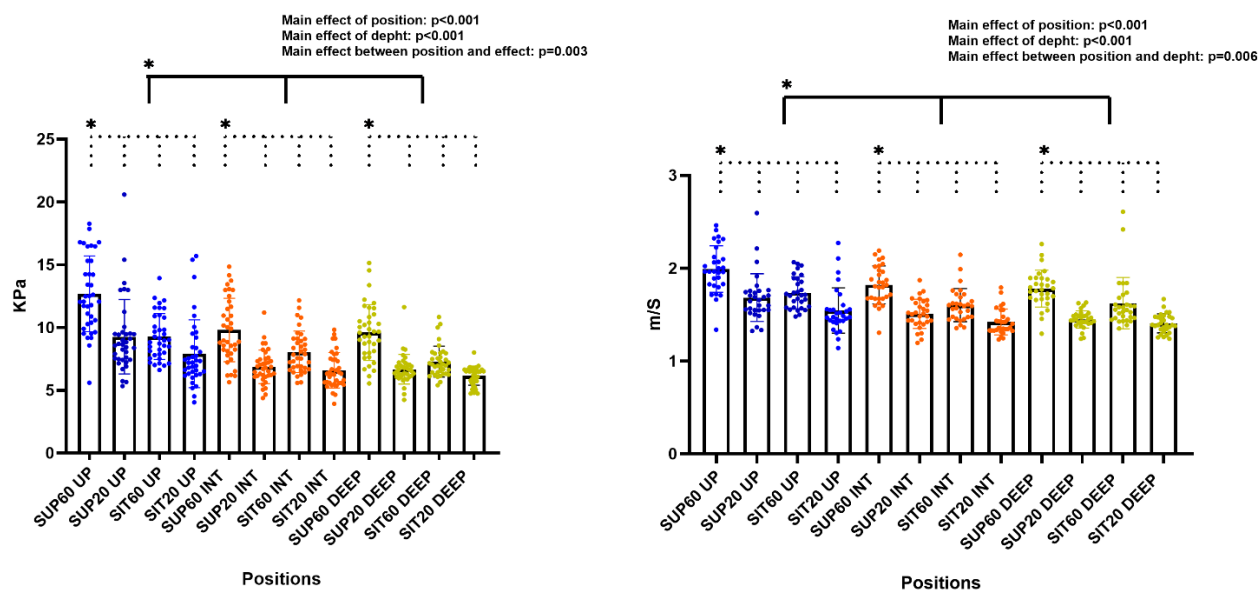 Main effect of position: p<0.001
Main effect of depht: p<0.001
Main effect between position and effect: p=0.003
*
* * *
25
20
15
10
5
0
KPa
SUP60 UP
SUP20 UP
SIT60 UP
SIT20 UP
SUP60 INT
SUP20 INT
SIT60 INT
SIT20 INT
SUP60 DEEP
SUP20 DEEP
SIT60 DEEP
SIT20 DEEP
Positions
Main effect of position: p<0.001
Main effect of depht: p<0.001
Main effect between position and depht: p=0.006
*
* * *
3
2
1
0
m/S
SUP60 UP
SUP20 UP
SIT60 UP
SIT20 UP
SUP60 INT
SUP20 INT
SIT60 INT
SIT20 INT
SUP60 DEEP
SUP20 DEEP
SIT60 DEEP
SIT20 DEEP
Positions